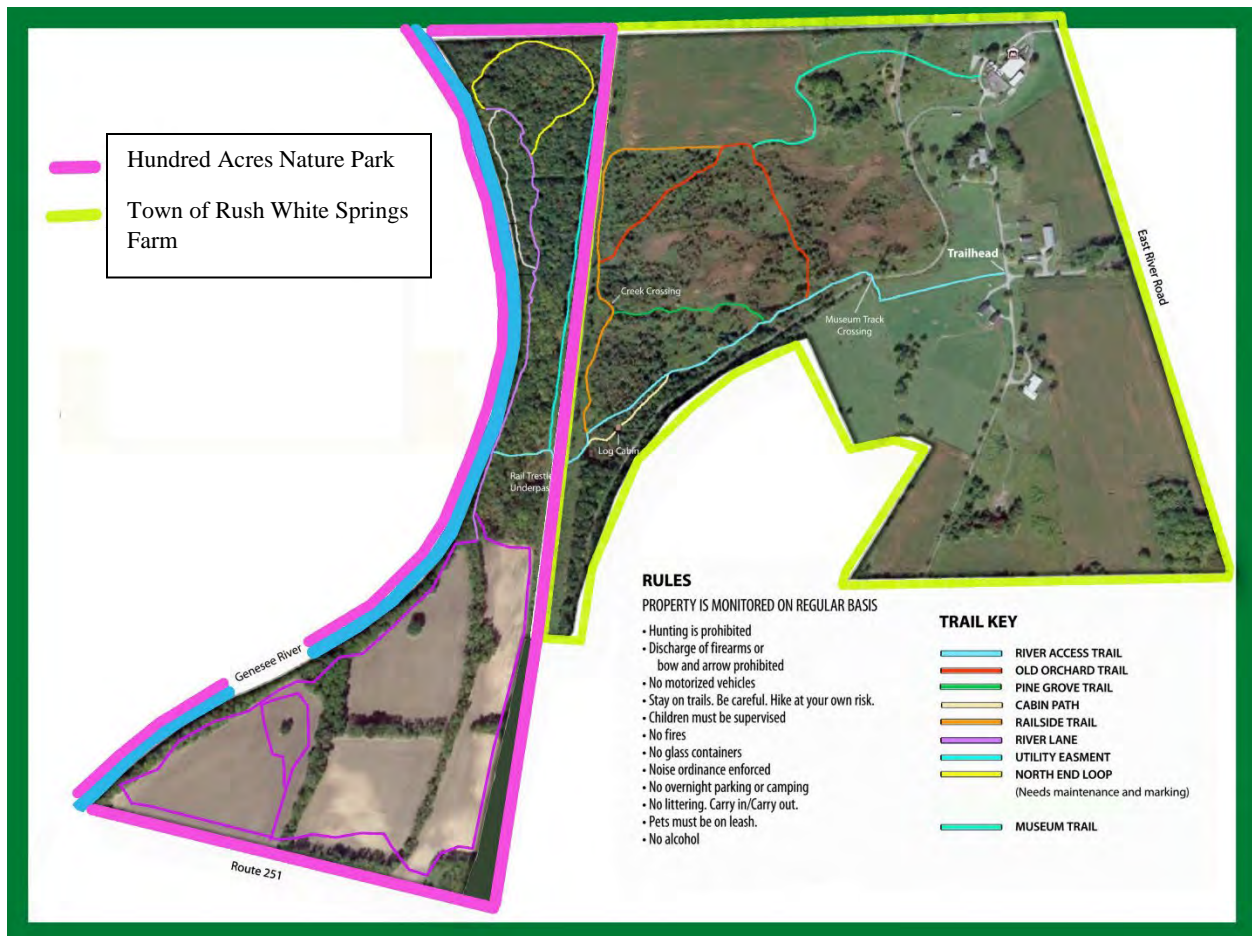 Hundred Acres Nature Park
Town of Rush White Springs
Farm
Trailhead
East River Road
Creek Crossing
Museum Track
Crossing
Log Cabin
Rail Trestle
Underpas
Genesee River
Route 251
RULES
PROPERTY IS MONITORED ON REGULAR BASIS
• Hunting is prohibited
• Discharge of firearms or
bow and arrow prohibited
• No motorized vehicles
• Stay on trails. Be careful. Hike at your own risk.
• Children must be supervised
• No fires
• No glass containers
• Noise ordinance enforced
• No overnight parking or camping
• No littering. Carry in/Carry out.
• Pets must be on leash.
• No alcohol
TRAIL KEY
RIVER ACCESS TRAIL
OLD ORCHARD TRAIL
PINE GROVE TRAIL
CABIN PATH
RAILSIDE TRAIL
RIVER LANE
UTILITY EASMENT
NORTH END LOOP
(Needs maintenance and marking)
MUSEUM TRAIL